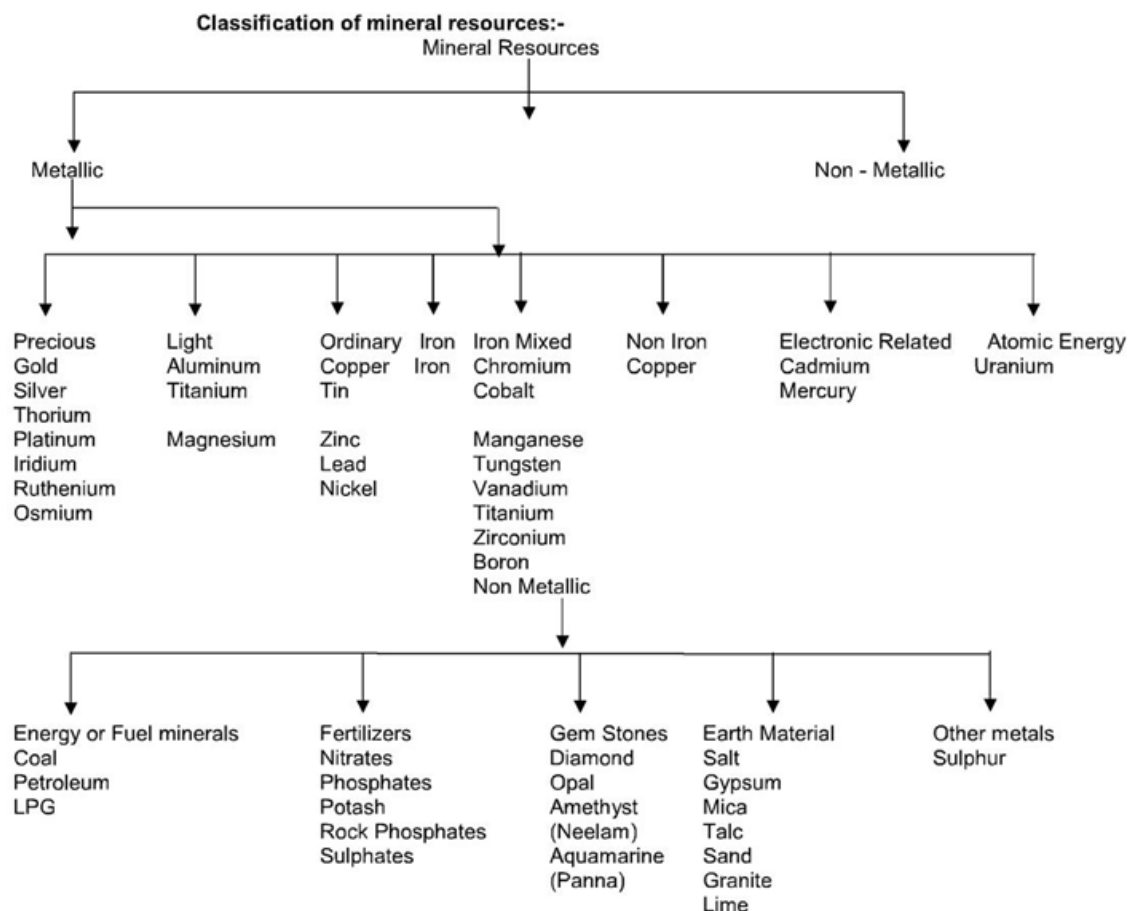 Classification of mineral resources:-
Mineral Resources
Metallic
Non - Metallic
Precious
Gold
Silver
Thorium
Platinum
Iridium
Ruthenium
Osmium
Light
Aluminum
Titanium
Magnesium
Ordinary
Copper
Tin
Zinc
Lead
Nickel
Iron
Iron
Iron Mixed
Chromium
Cobalt
Manganese
Tungsten
Vanadium
Titanium
Zirconium
Boron
Non Metallic
Non Iron
Copper
Electronic Related
Cadmium
Mercury
Atomic Energy
Uranium
Energy or Fuel minerals
Coal
Petroleum
LPG
Fertilizers
Nitrates
Phosphates
Potash
Rock Phosphates
Sulphates
Gem Stones
Diamond
Opal
Amethyst
(Neelam)
Aquamarine
(Panna)
Earth Material
Salt
Gypsum
Mica
Talc
Sand
Granite
Lime
Other metals
Sulphur